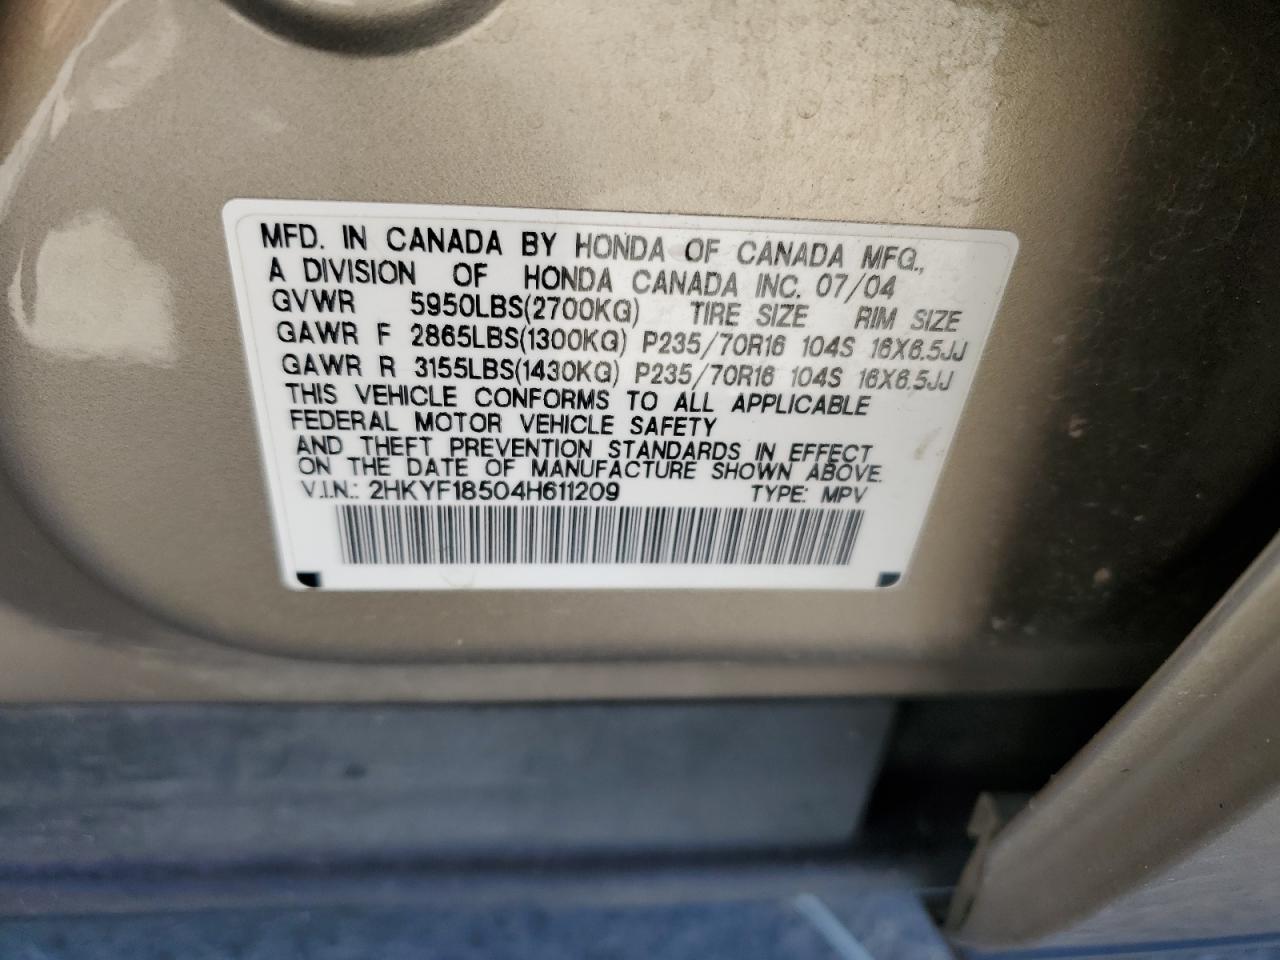 MFD. IN CANADA BY HONDA OF CANADA MFG.,
A DIVISION OF HONDA CANADA INC. 07/04
GVWR 5950LBS(2700KG) TIRE SIZE RIM SIZE
GAWR F 2865LBS(1300KG) P235/70R16 104S 16X6.5JJ
GAWR R 3155LBS(1430KG) P235/70R16 104S 16X6.5JJ
THIS VEHICLE CONFORMS TO ALL APPLICABLE
FEDERAL MOTOR VEHICLE SAFETY
AND THEFT PREVENTION STANDARDS IN EFFECT
ON THE DATE OF MANUFACTURE SHOWN ABOVE.
V.I.N.: 2HKYF18504H611209 TYPE: MPV